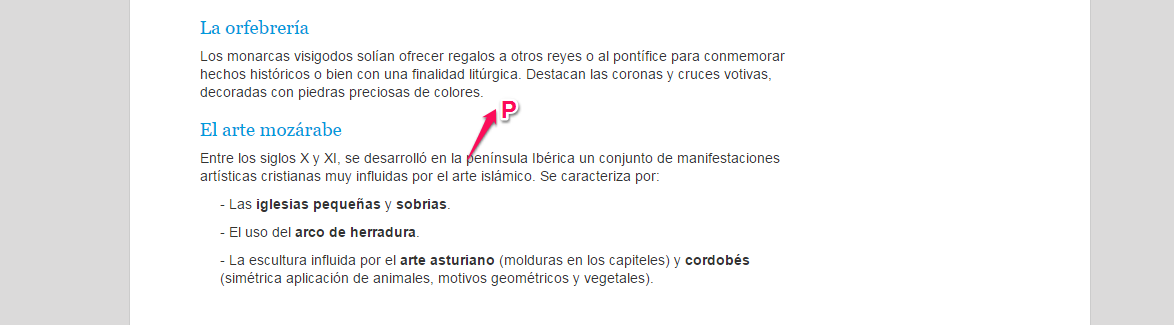 La orfebrería
Los monarcas visigodos solían ofrecer regalos a otros reyes o al pontífice para conmemorar
hechos históricos o bien con una finalidad litúrgica. Destacan las coronas y cruces votivas,
decoradas con piedras preciosas de colores.
P
El arte mozárabe
Entre los siglos X y XI, se desarrolló en la península Ibérica un conjunto de manifestaciones
artísticas cristianas muy influidas por el arte islámico. Se caracteriza por:
- Las iglesias pequeñas y sobrias.
- El uso del arco de herradura.
- La escultura influida por el arte asturiano (molduras en los capiteles) y cordobés
(simétrica aplicación de animales, motivos geométricos y vegetales).